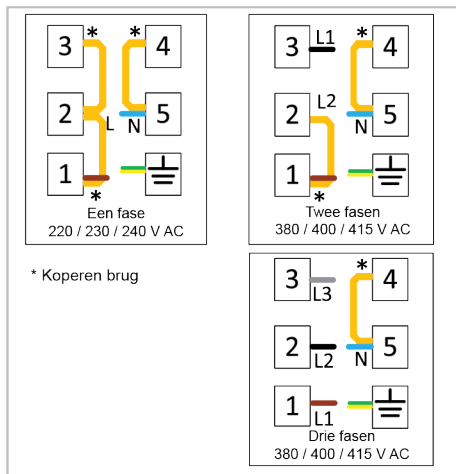 3 * * 4
2 L N 5
1 *
Een fase
220 / 230 / 240 V AC
3 L1 * 4
2 L2 N 5
1 *
Twee fasen
380 / 400 / 415 V AC
* Koperen brug
3 L3 * 4
2 L2 N 5
1 L1
Drie fasen
380 / 400 / 415 V AC